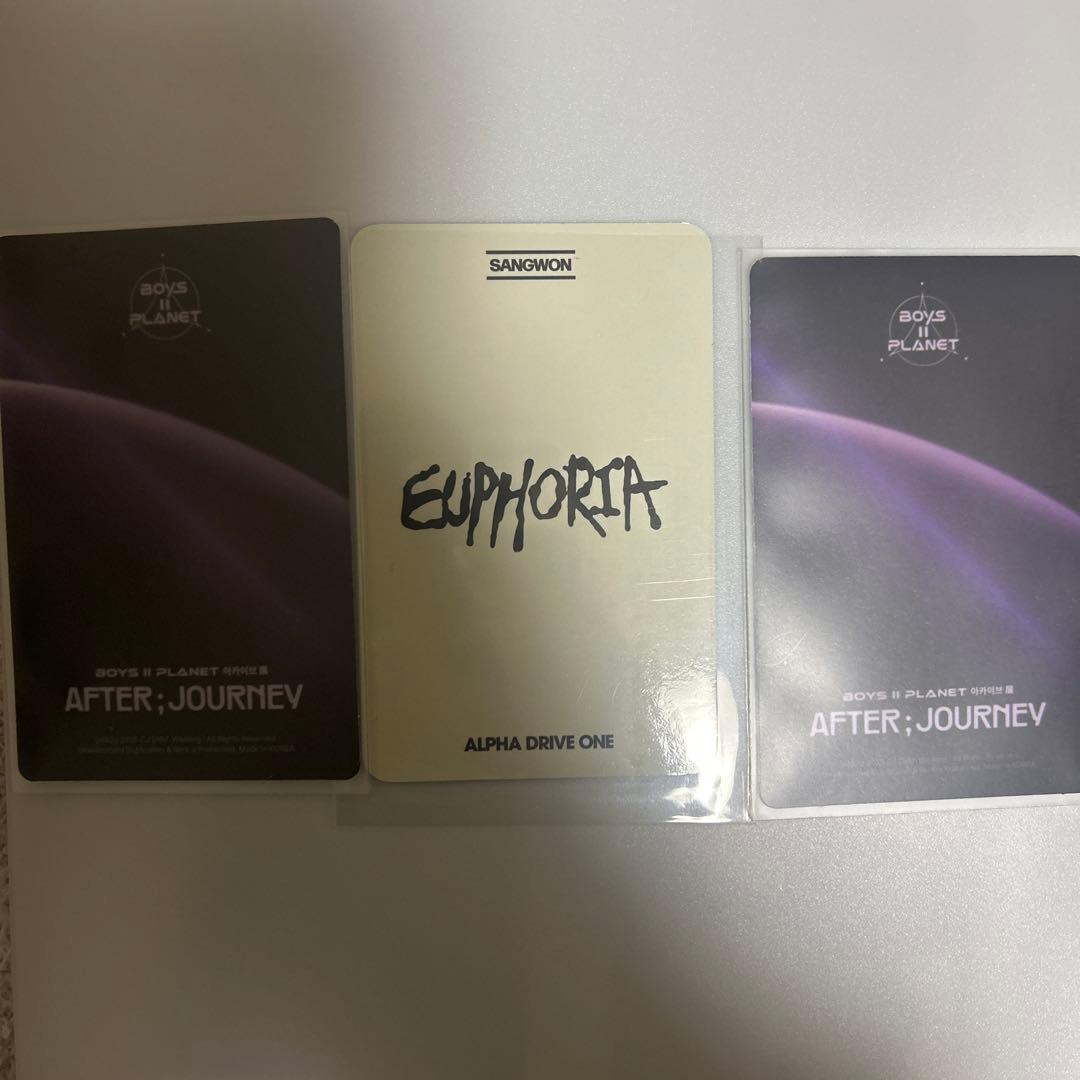 BOYS
II
PLANET
BOYS II PLANET 아카이브 展
AFTER ; JOURNEY
SANGWON
EUPHORIA
ALPHA DRIVE ONE
BOYS
II
PLANET
BOYS II PLANET 아카이브 展
AFTER ; JOURNEY